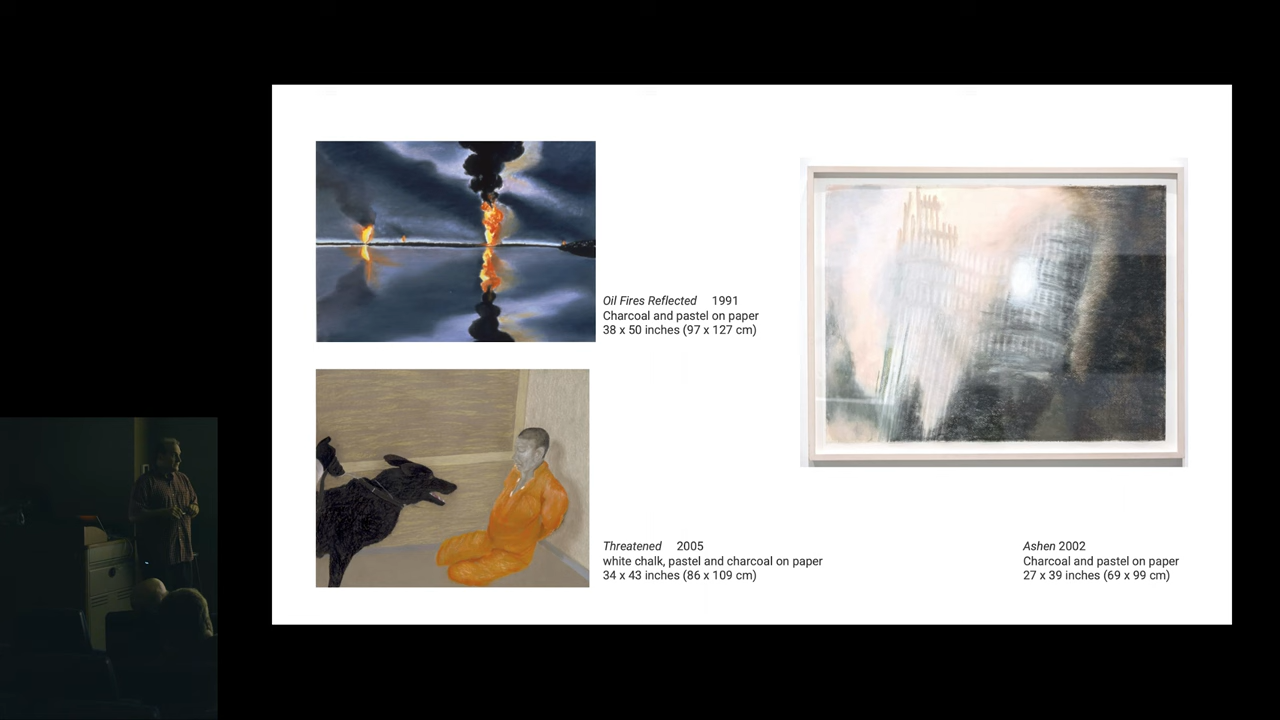 Oil Fires Reflected 1991
Charcoal and pastel on paper
38 x 50 inches (97 x 127 cm)
Threatened 2005
white chalk, pastel and charcoal on paper
34 x 43 inches (86 x 109 cm)
Ashen 2002
Charcoal and pastel on paper
27 x 39 inches (69 x 99 cm)